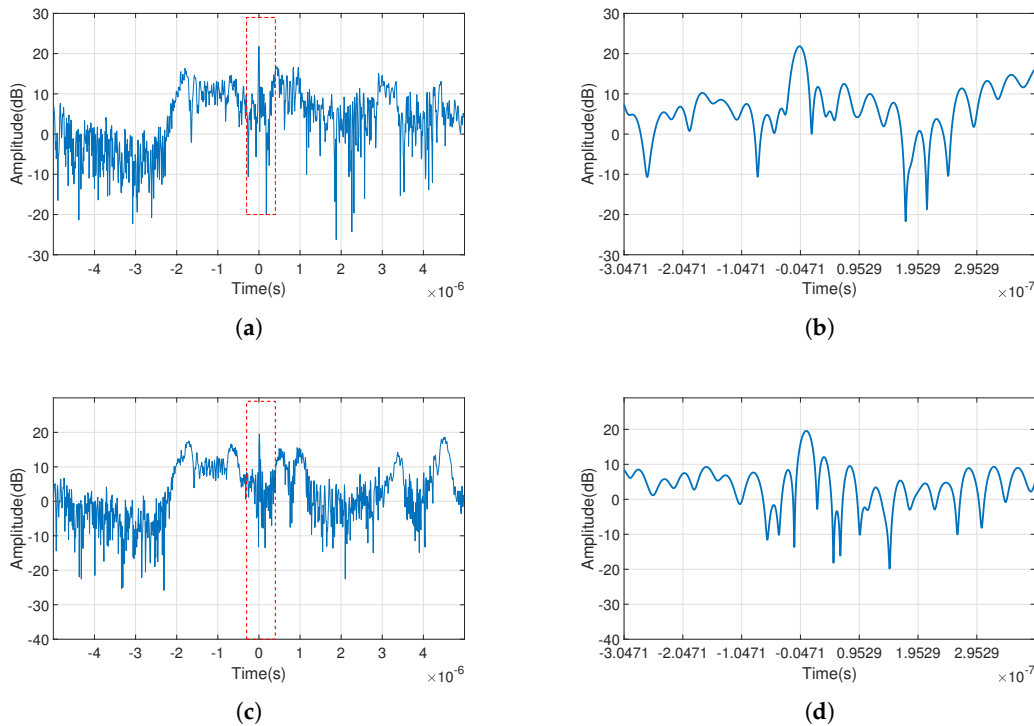 30
20
10
0
-10
-20
30
Amplitude(dB)
-4 -3 -2 -1 0 1 2 3 4
Time(s)
×10⁻⁶
(a)
30
20
10
0
-10
-20
30
Amplitude(dB)
-3.0471 -2.0471 -1.0471 -0.0471 0.9529 1.9529 2.9529
Time(s)
×10⁻⁷
(b)
20
10
0
-10
-20
-30
-40
Amplitude(dB)
-5 -4 -3 -2 -1 0 1 2 3 4
Time(s)
×10⁻⁶
(c)
20
10
0
-10
-20
-30
-40
Amplitude(dB)
-3.0471 -2.0471 -1.0471 -0.0471 0.9529 1.9529 2.9529
Time(s)
×10⁻⁷
(d)